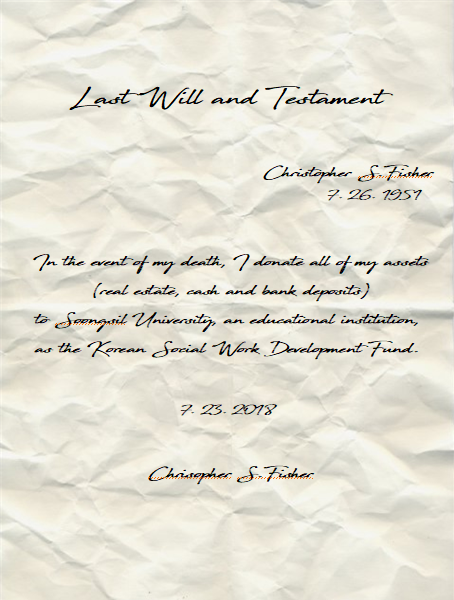 Last Will and Testament
Christopher S. Fisher
7. 26. 1951
In the event of my death, I donate all of my assets
(real estate, cash and bank deposits)
to Soongsil University, an educational institution,
as the Korean Social Work Development Fund.
7. 23. 2018
Chrisopher S. Fisher